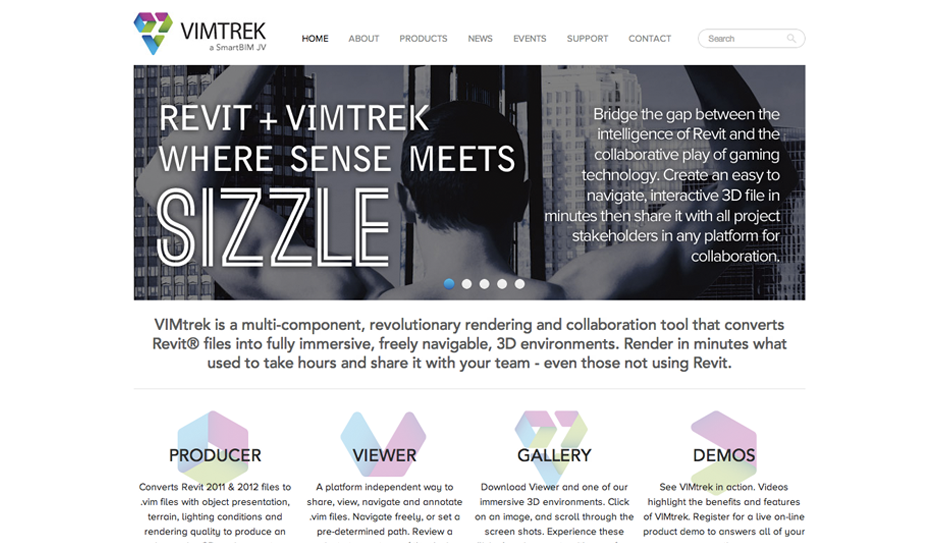 VIMTREK
a SmartBIM JV
HOME ABOUT PRODUCTS NEWS EVENTS SUPPORT CONTACT Search
REVIT + VIMTREK
WHERE SENSE MEETS
SIZZLE
Bridge the gap between the
intelligence of Revit and the
collaborative play of gaming
technology. Create an easy to
navigate, interactive 3D file in
minutes then share it with all project
stakeholders in any platform for
collaboration.
VIMtrek is a multi-component, revolutionary rendering and collaboration tool that converts
Revit® files into fully immersive, freely navigable, 3D environments. Render in minutes what
used to take hours and share it with your team - even those not using Revit.
PRODUCER
Converts Revit 2011 & 2012 files to
.vim files with object presentation,
terrain, lighting conditions and
rendering quality to produce an
VIEWER
A platform independent way to
share, view, navigate and annotate
.vim files. Navigate freely, or set a
pre-determined path. Review a
GALLERY
Download Viewer and one of our
immersive 3D environments. Click
on an image, and scroll through the
screen shots. Experience these
DEMOS
See VIMtrek in action. Videos
highlight the benefits and features
of VIMtrek. Register for a live on-line
product demo to answers all of your